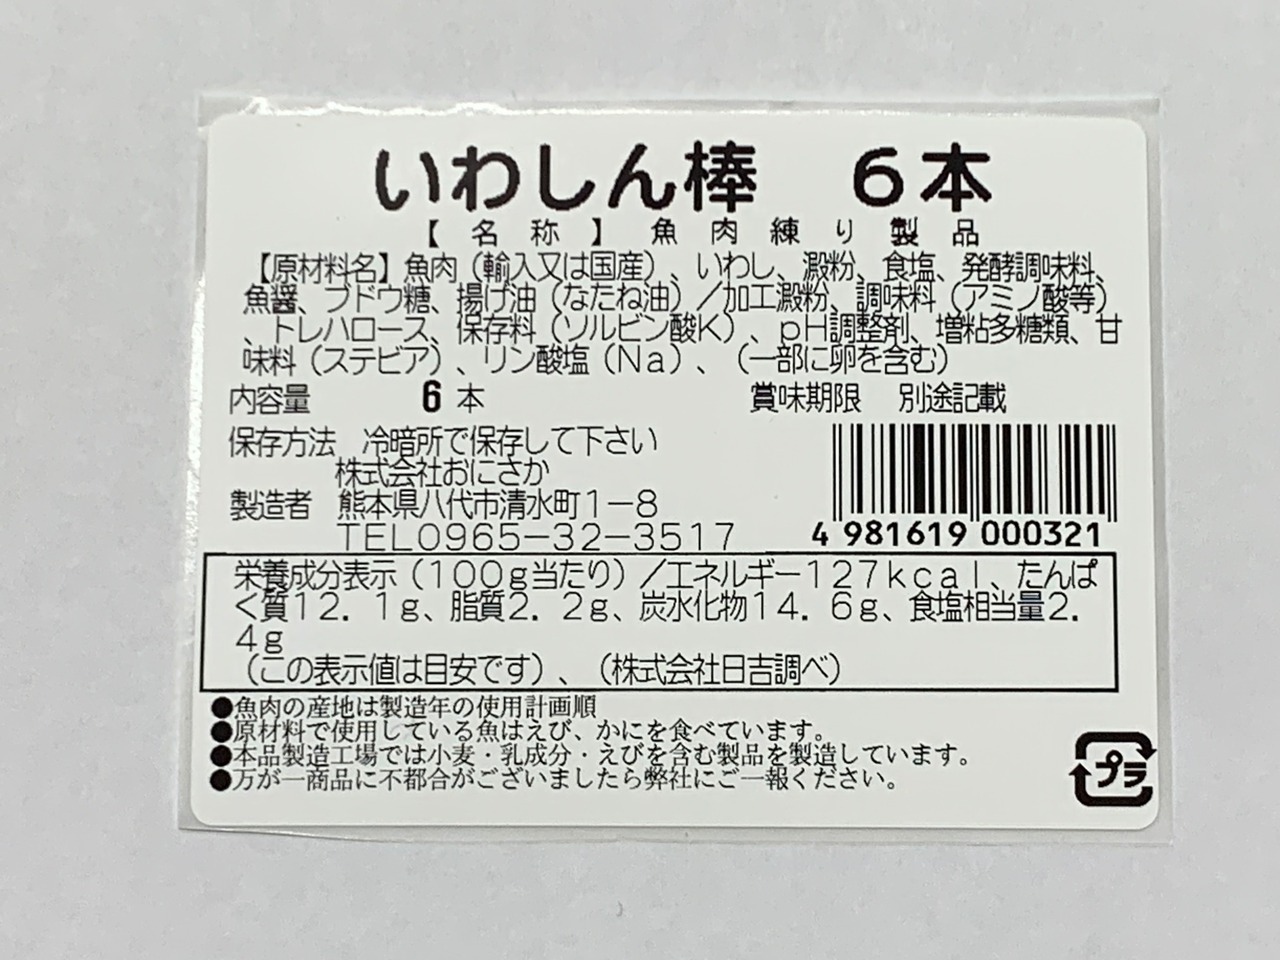 いわしん棒　６本
【名称】魚肉練り製品
【原材料名】魚肉（輸入又は国産）、いわし、澱粉、食塩、発酵調味料、
魚醤、ブドウ糖、揚げ油（なたね油）／加工澱粉、調味料（アミノ酸等）
、トレハロース、保存料（ソルビン酸Ｋ）、ｐＨ調整剤、増粘多糖類、甘
味料（ステビア）、リン酸塩（Ｎａ）、（一部に卵を含む）
内容量　6 本　賞味期限　別途記載
保存方法　冷暗所で保存して下さい
株式会社おにさか
製造者　熊本県八代市清水町１－８
ＴＥＬ０９６５－３２－３５１７
4 981619 000321
栄養成分表示（１００ｇ当たり）／エネルギー１２７ｋｃａｌ、たんぱ
く質１２．１ｇ、脂質２．２ｇ、炭水化物１４．６ｇ、食塩相当量２．
４ｇ
（この表示値は目安です）、（株式会社日吉調べ）
●魚肉の産地は製造年の使用計画順
●原材料で使用している魚はえび、かにを食べています。
●本品製造工場では小麦・乳成分・えびを含む製品を製造しています。
●万が一商品に不都合がございましたら弊社にご一報ください。
プラ